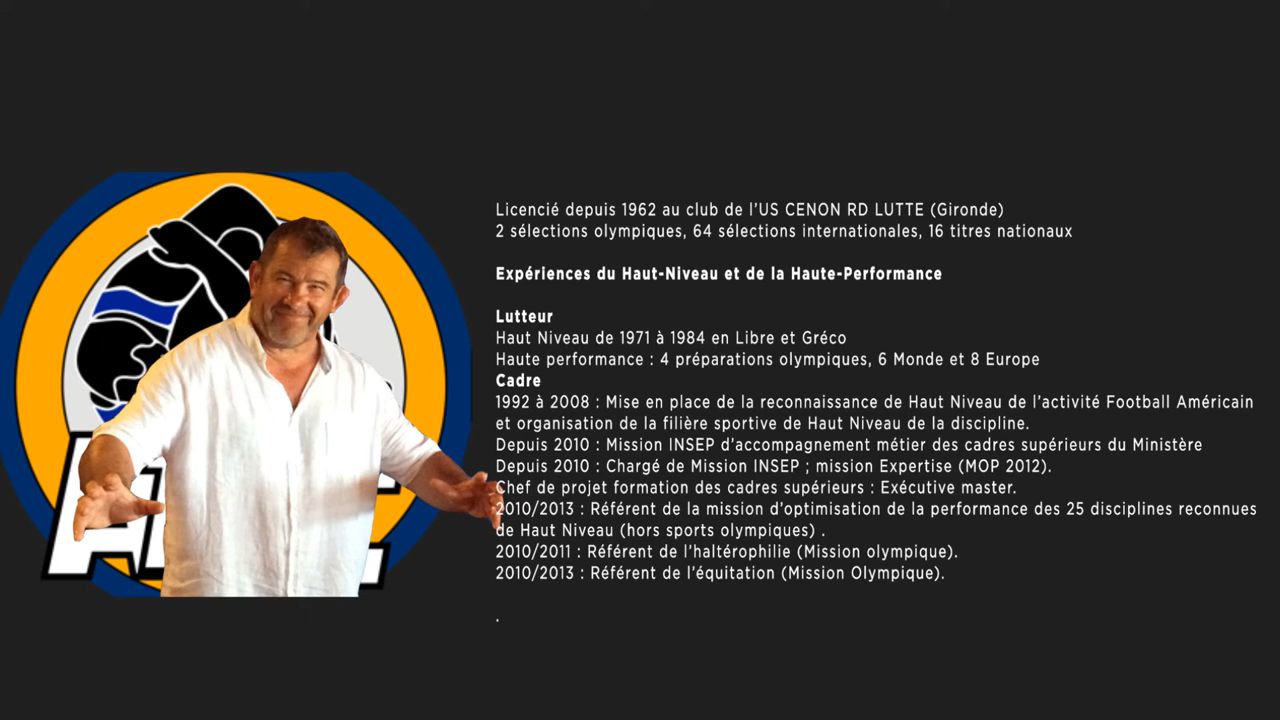 Licencié depuis 1962 au club de l'US CENON RD LUTTE (Gironde)
2 sélections olympiques, 64 sélections internationales, 16 titres nationaux
Expériences du Haut-Niveau et de la Haute-Performance
Lutteur
Haut Niveau de 1971 à 1984 en Libre et Gréco
Haute performance : 4 préparations olympiques, 6 Monde et 8 Europe
Cadre
1992 à 2008 : Mise en place de la reconnaissance de Haut Niveau de l'activité Football Américain
et organisation de la filière sportive de Haut Niveau de la discipline.
Depuis 2010 : Mission INSEP d'accompagnement métier des cadres supérieurs du Ministère
Depuis 2010 : Chargé de Mission INSEP ; mission Expertise (MOP 2012).
Chef de projet formation des cadres supérieurs : Exécutive master.
2010/2013 : Référent de la mission d'optimisation de la performance des 25 disciplines reconnues
de Haut Niveau (hors sports olympiques) .
2010/2011 : Référent de l'haltérophilie (Mission olympique).
2010/2013 : Référent de l'équitation (Mission Olympique).
.